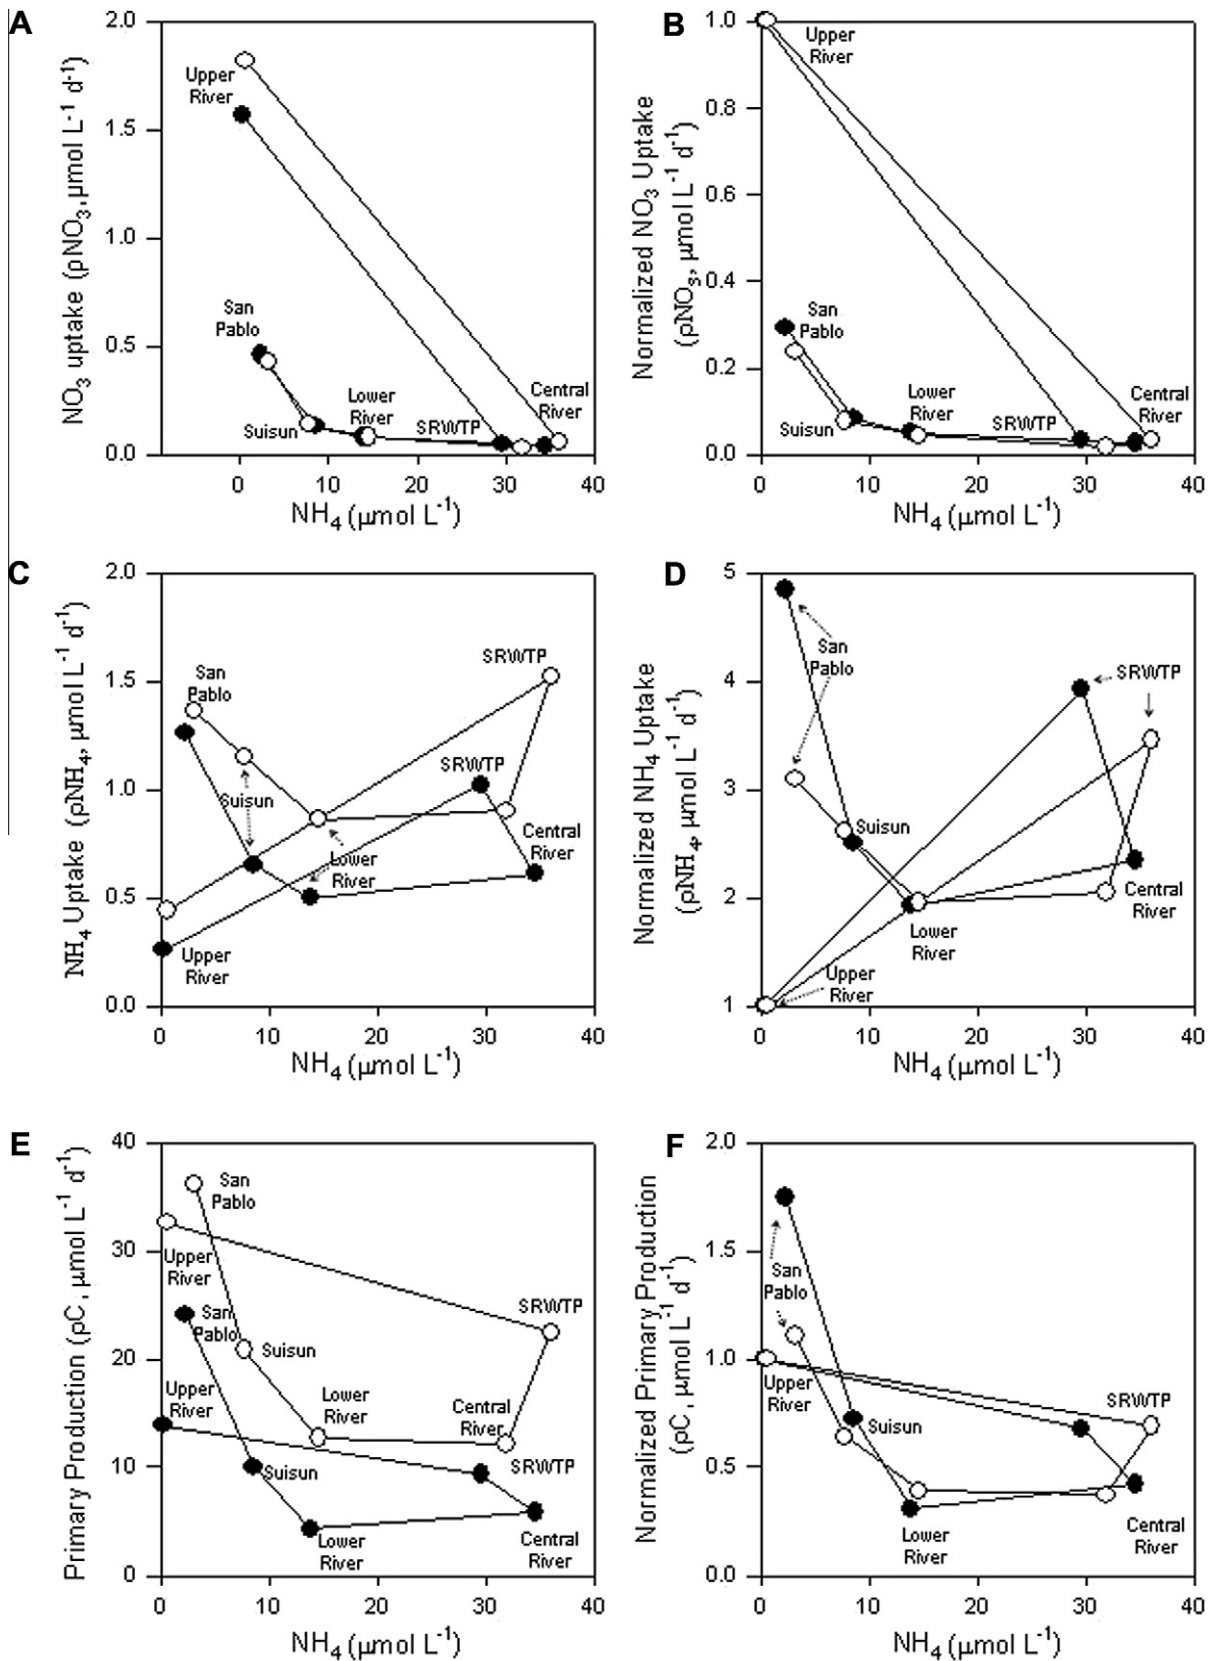 A
NO3 uptake (ρNO3, μmol L-1 d-1)
2.0
1.5
1.0
0.5
0.0
Upper
River
San
Pablo
Suisun
Lower
River
SRWTP
Central
River
0 10 20 30 40
NH4 (μmol L-1)
B
Normalized NO3 Uptake
(ρNO3, μmol L-1 d-1)
1.0
0.8
0.6
0.4
0.2
0.0
Upper
River
San
Pablo
Suisun
Lower
River
SRWTP
Central
River
0 10 20 30 40
NH4 (μmol L-1)
C
NH4 Uptake (ρNH4, μmol L-1 d-1)
2.0
1.5
1.0
0.5
0.0
San
Pablo
SRWTP
SRWTP
Suisun
Lower
River
Central
River
Upper
River
0 10 20 30 40
NH4 (μmol L-1)
D
Normalized NH4 Uptake
(ρNH4, μmol L-1 d-1)
5
4
3
2
1
San
Pablo
SRWTP
Suisun
Lower
River
Central
River
Upper
River
0 10 20 30 40
NH4 (μmol L-1)
E
Primary Production (ρC, μmol L-1 d-1)
40
30
20
10
0
San
Pablo
Upper
River
San
Pablo
SRWTP
Suisun
Upper
River
Lower
River
Central
River
Suisun
SRWTP
Lower
River
Central
River
0 10 20 30 40
NH4 (μmol L-1)
F
Normalized Primary Production
(ρC, μmol L-1 d-1)
2.0
1.5
1.0
0.5
0.0
San
Pablo
Upper
River
SRWTP
Suisun
Lower
River
Central
River
0 10 20 30 40
NH4 (μmol L-1)